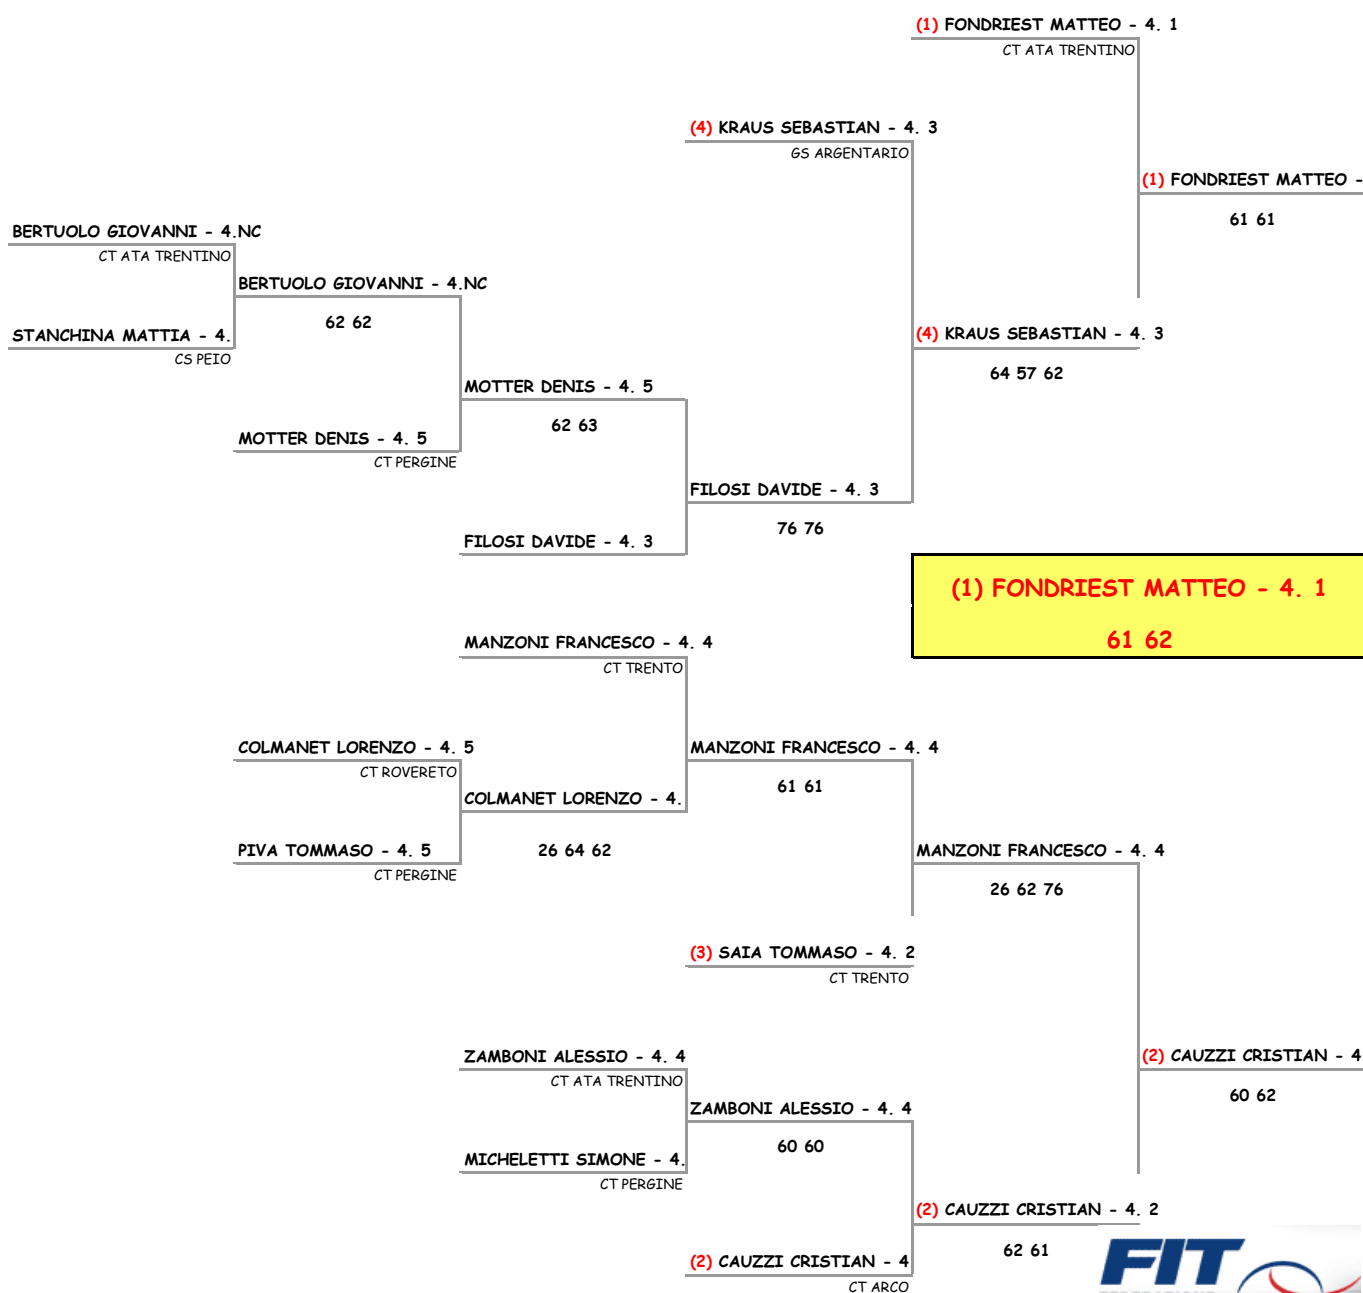 (1) FONDRIEST MATTEO - 4. 1
CT ATA TRENTINO
(4) KRAUS SEBASTIAN - 4. 3
GS ARGENTARIO
(1) FONDRIEST MATTEO -
61 61
BERTUOLO GIOVANNI - 4.NC
CT ATA TRENTINO
BERTUOLO GIOVANNI - 4.NC
62 62
STANCHINA MATTIA - 4.
CS PEIO
(4) KRAUS SEBASTIAN - 4. 3
64 57 62
MOTTER DENIS - 4. 5
62 63
MOTTER DENIS - 4. 5
CT PERGINE
FILOSI DAVIDE - 4. 3
76 76
FILOSI DAVIDE - 4. 3
(1) FONDRIEST MATTEO - 4. 1
61 62
MANZONI FRANCESCO - 4. 4
CT TRENTO
COLMANET LORENZO - 4. 5
CT ROVERETO
MANZONI FRANCESCO - 4. 4
61 61
COLMANET LORENZO - 4.
26 64 62
PIVA TOMMASO - 4. 5
CT PERGINE
MANZONI FRANCESCO - 4. 4
26 62 76
(3) SAIA TOMMASO - 4. 2
CT TRENTO
ZAMBONI ALESSIO - 4. 4
CT ATA TRENTINO
(2) CAUZZI CRISTIAN - 4
60 62
ZAMBONI ALESSIO - 4. 4
60 60
MICHELETTI SIMONE - 4.
CT PERGINE
(2) CAUZZI CRISTIAN - 4. 2
62 61
(2) CAUZZI CRISTIAN - 4
CT ARCO
FIT